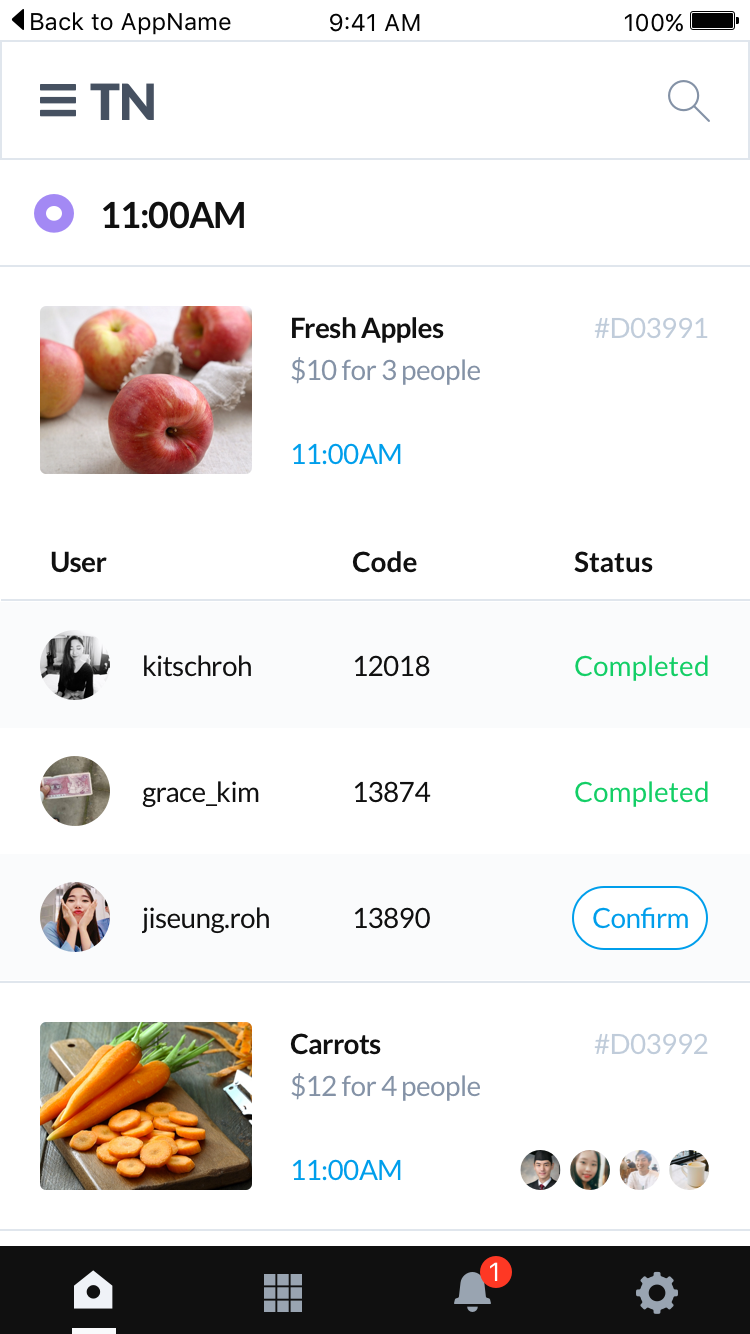 Back to AppName 9:41 AM 100%
TN
11:00AM
Fresh Apples #D03991
$10 for 3 people
11:00AM
User Code Status
kitschroh 12018 Completed
grace_kim 13874 Completed
jiseung.roh 13890 Confirm
Carrots #D03992
$12 for 4 people
11:00AM
1